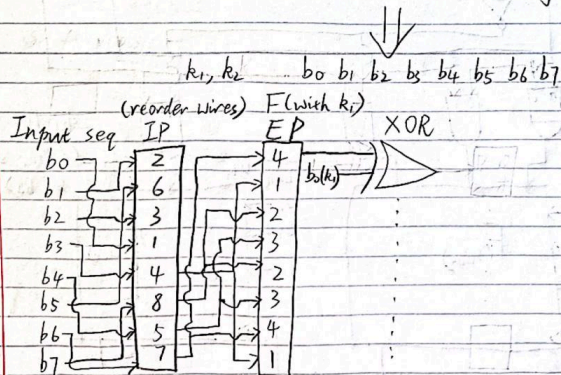 k1, k2 b0 b1 b2 b3 b4 b5 b6 b7
(reorder wires) F(with k1)
Input seq IP EP XOR
b0 2 4
b1 6 1 b0(k1)
b2 3 2
b3 1 3
b4 4 2
b5 8 3
b6 5 4
b7 7 1